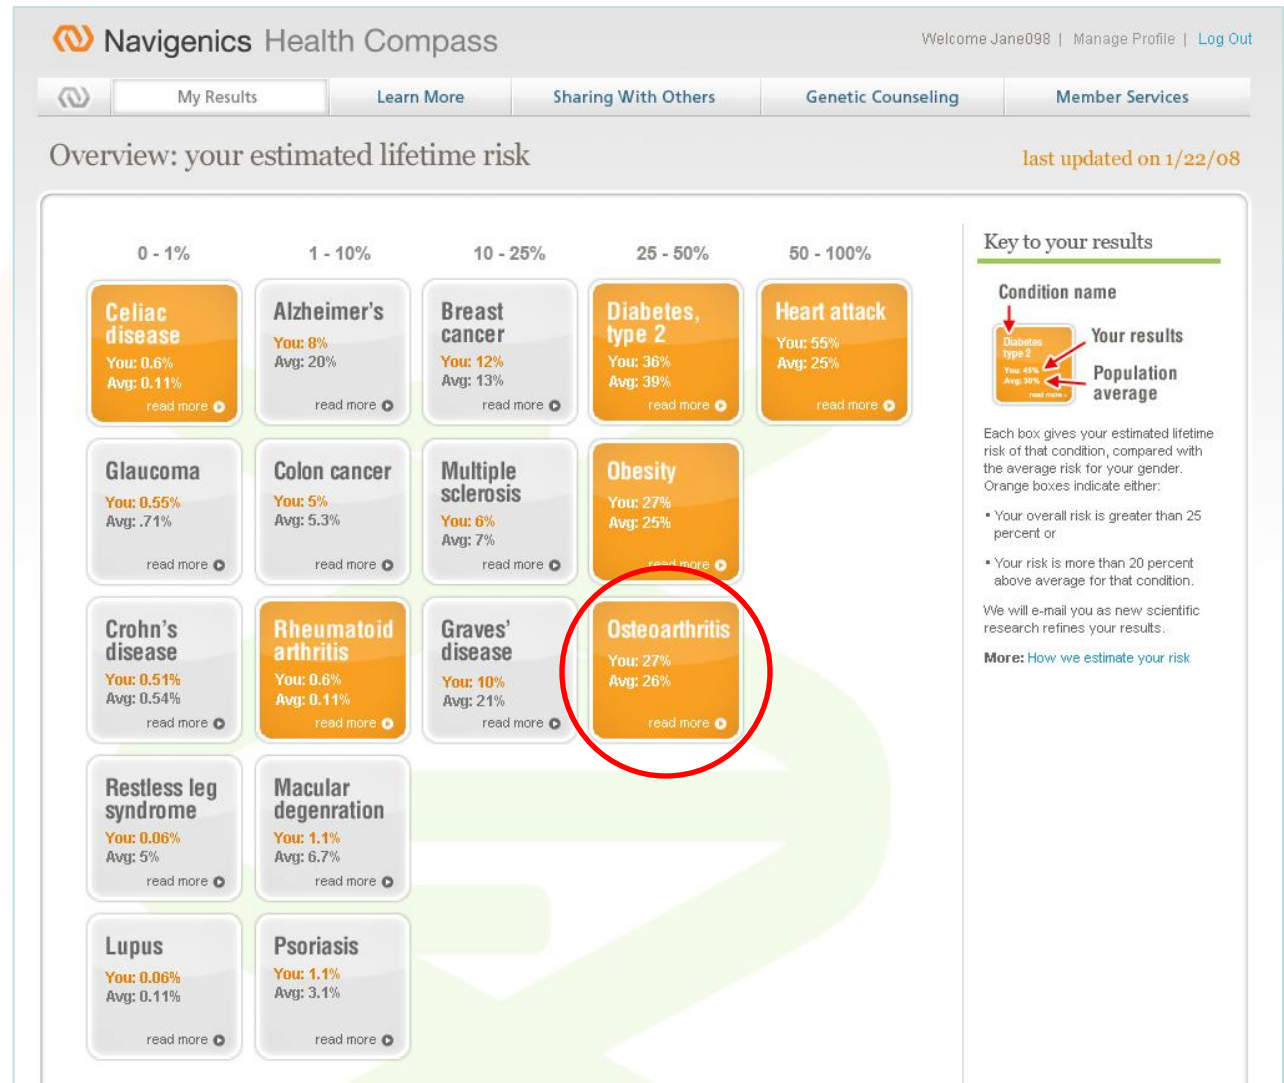 Navigenics Health Compass
Welcome Jane098 | Manage Profile | Log Out
My Results
Learn More
Sharing With Others
Genetic Counseling
Member Services
Overview: your estimated lifetime risk
last updated on 1/22/08
0 - 1%
1 - 10%
10 - 25%
25 - 50%
50 - 100%
Celiac
disease
You: 0.6%
Avg: 0.11%
read more
Alzheimer's
You: 8%
Avg: 20%
read more
Breast
cancer
You: 12%
Avg: 13%
read more
Diabetes,
type 2
You: 36%
Avg: 39%
read more
Heart attack
You: 55%
Avg: 25%
read more
Glaucoma
You: 0.55%
Avg: .71%
read more
Colon cancer
You: 5%
Avg: 5.3%
read more
Multiple
sclerosis
You: 6%
Avg: 7%
read more
Obesity
You: 27%
Avg: 25%
read more
Crohn's
disease
You: 0.51%
Avg: 0.54%
read more
Rheumatoid
arthritis
You: 0.6%
Avg: 0.11%
read more
Graves'
disease
You: 10%
Avg: 21%
read more
Osteoarthritis
You: 27%
Avg: 26%
read more
Restless leg
syndrome
You: 0.06%
Avg: 5%
read more
Macular
degenration
You: 1.1%
Avg: 6.7%
read more
Lupus
You: 0.06%
Avg: 0.11%
read more
Psoriasis
You: 1.1%
Avg: 3.1%
read more
Key to your results
Condition name
Diabetes
type 2
You: 45%
Avg: 30%
read more
Your results
Population
average
Each box gives your estimated lifetime
risk of that condition, compared with
the average risk for your gender.
Orange boxes indicate either:
• Your overall risk is greater than 25
percent or
• Your risk is more than 20 percent
above average for that condition.
We will e-mail you as new scientific
research refines your results.
More: How we estimate your risk